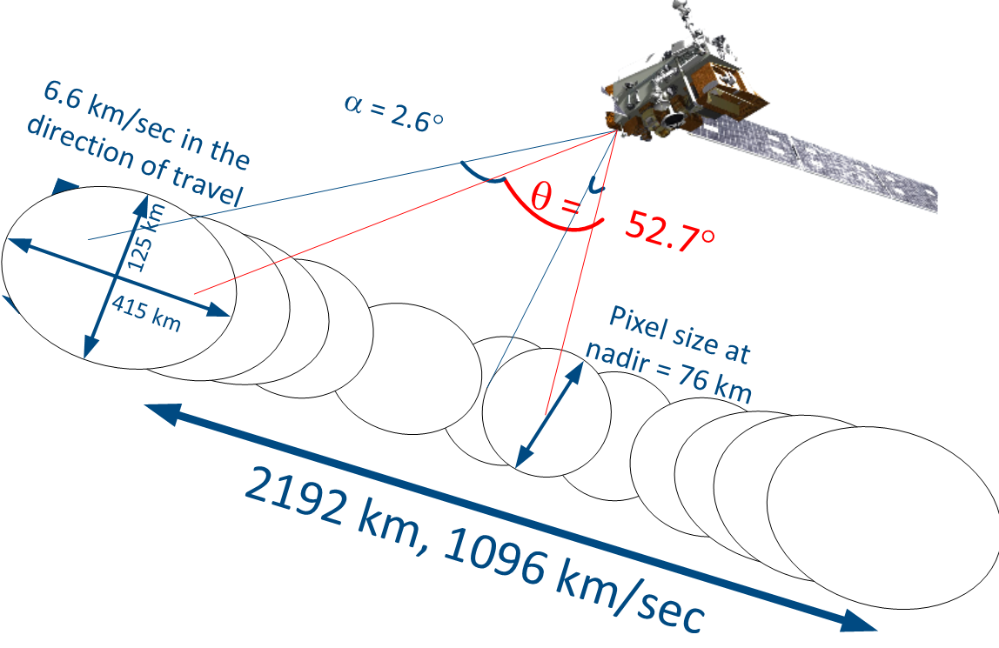 6.6 km/sec in the
direction of travel
α = 2.6°
θ = 52.7°
125 km
415 km
Pixel size at
nadir = 76 km
2192 km, 1096 km/sec